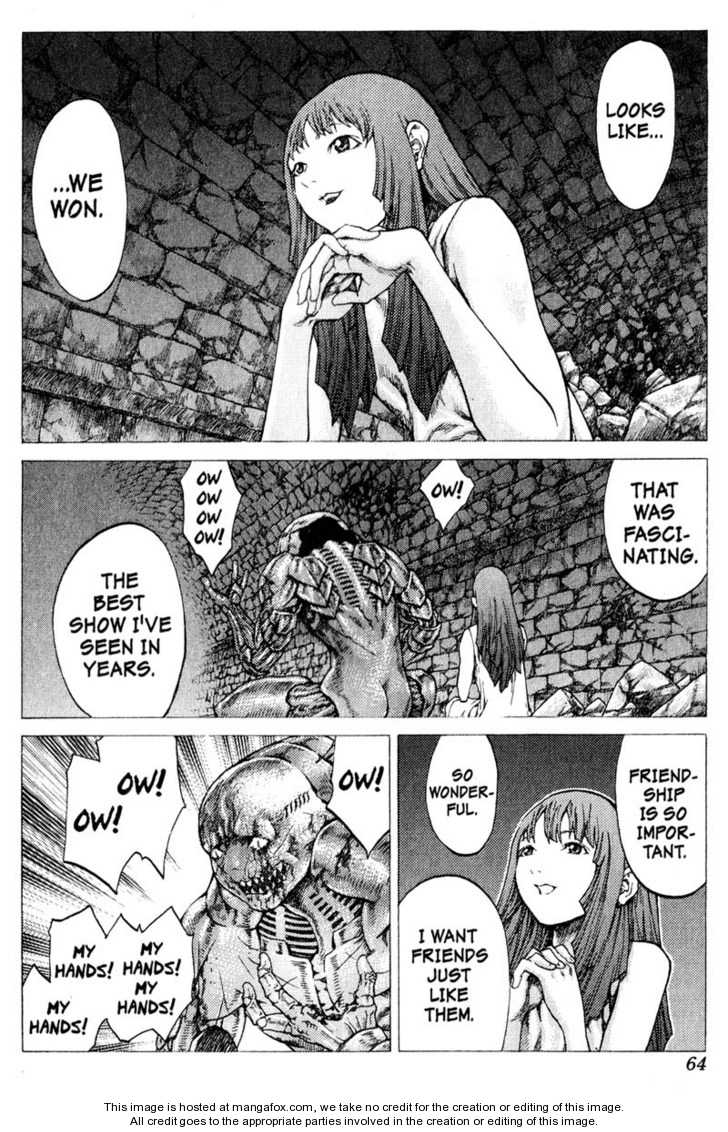 LOOKS
LIKE...
...WE
WON.
THAT
WAS
FASCI-
NATING.
OW!
OW
OW
OW
OW!
THE
BEST
SHOW I'VE
SEEN IN
YEARS.
FRIEND-
SHIP
IS SO
IMPOR-
TANT.
SO
WONDER-
FUL.
I WANT
FRIENDS
JUST
LIKE
THEM.
OW!
OW!
OW!
MY
HANDS!
MY
HANDS!
MY
HANDS!
MY
HANDS!
64
This image is hosted at mangafox.com, we take no credit for the creation or editing of this image.
All credit goes to the appropriate parties involved in the creation or editing of this image.